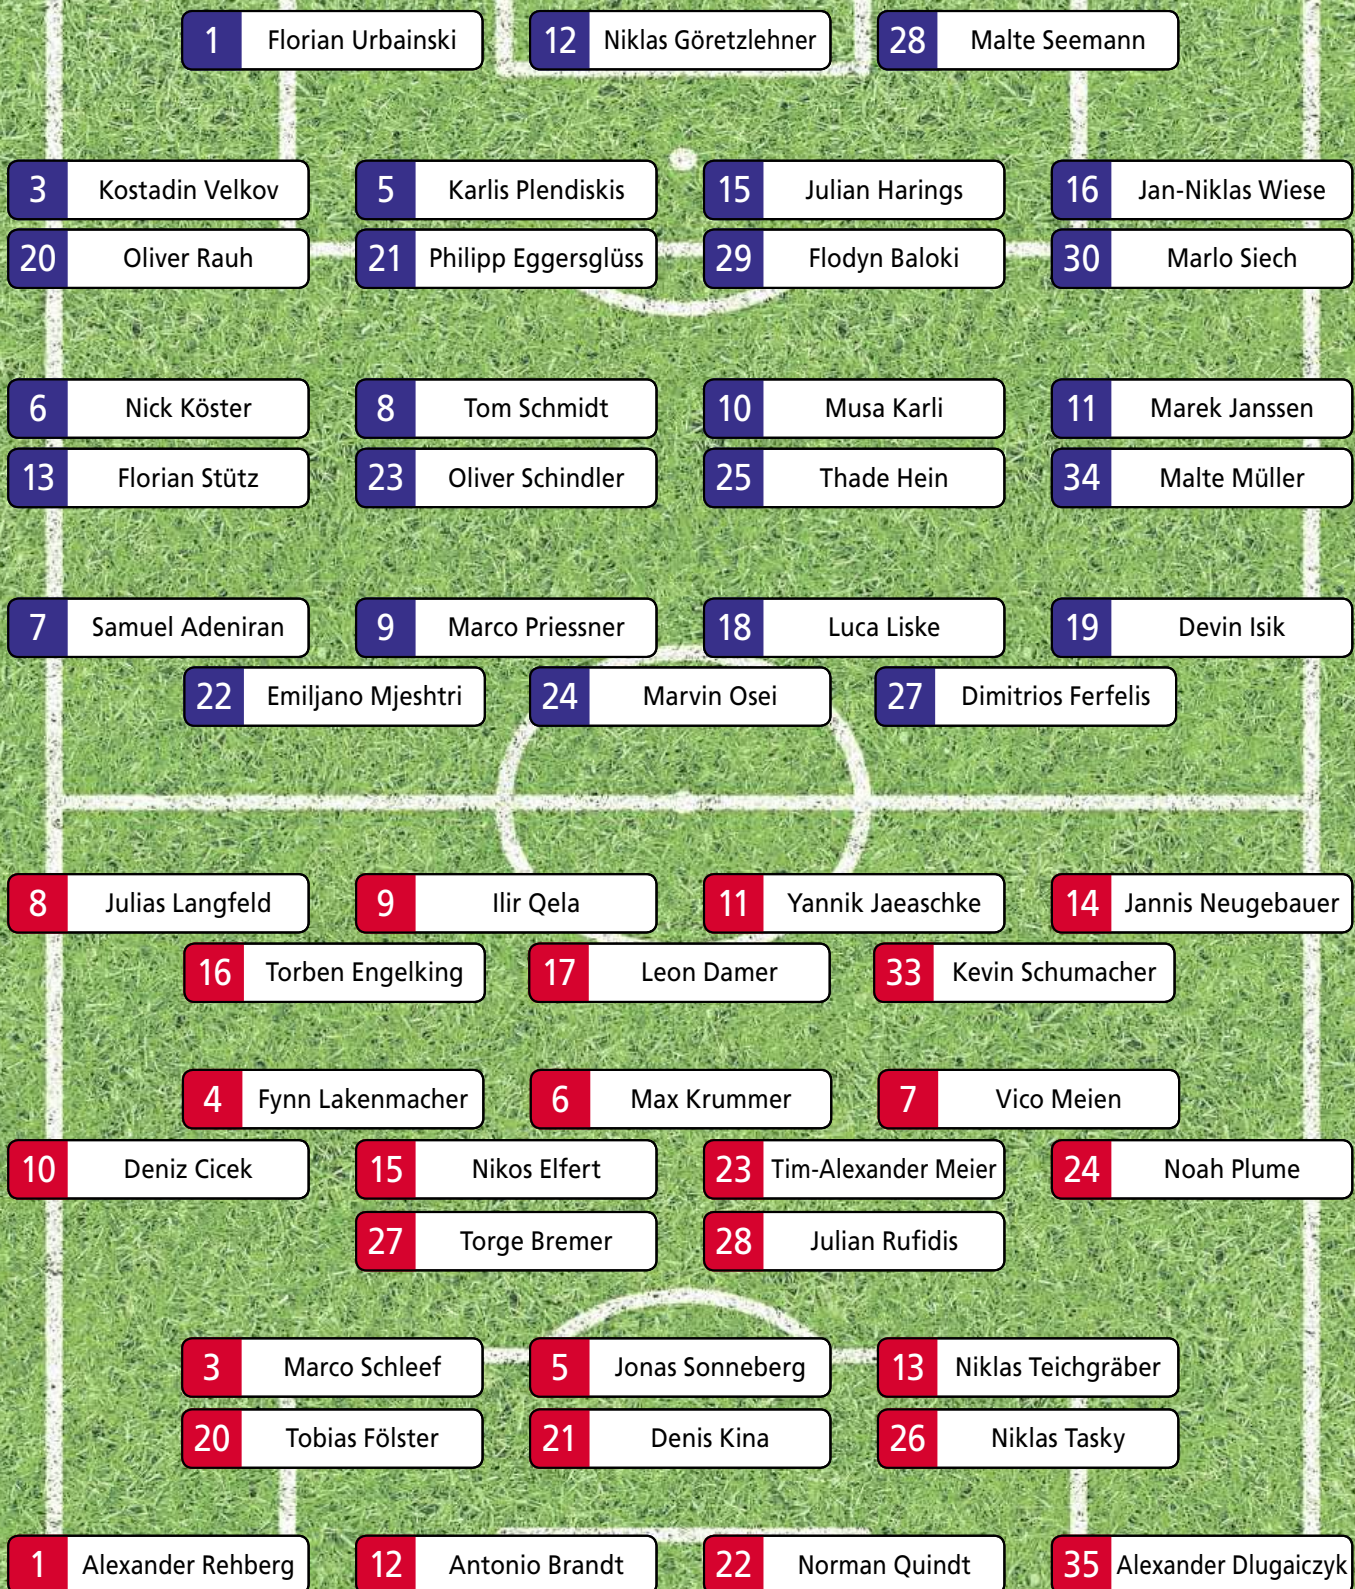 1 Florian Urbainski 12 Niklas Göretzlehner 28 Malte Seemann
3 Kostadin Velkov 5 Karlis Plendiskis 15 Julian Harings 16 Jan-Niklas Wiese
20 Oliver Rauh 21 Philipp Eggersglüss 29 Flodyn Baloki 30 Marlo Siech
6 Nick Köster 8 Tom Schmidt 10 Musa Karli 11 Marek Janssen
13 Florian Stütz 23 Oliver Schindler 25 Thade Hein 34 Malte Müller
7 Samuel Adeniran 9 Marco Priessner 18 Luca Liske 19 Devin Isik
22 Emiljano Mjeshtri 24 Marvin Osei 27 Dimitrios Ferfelis
8 Julias Langfeld 9 Ilir Qela 11 Yannik Jaeaschke 14 Jannis Neugebauer
16 Torben Engelking 17 Leon Damer 33 Kevin Schumacher
4 Fynn Lakenmacher 6 Max Krummer 7 Vico Meien
10 Deniz Cicek 15 Nikos Elfert 23 Tim-Alexander Meier 24 Noah Plume
27 Torge Bremer 28 Julian Rufidis
3 Marco Schleef 5 Jonas Sonneberg 13 Niklas Teichgräber
20 Tobias Fölster 21 Denis Kina 26 Niklas Tasky
1 Alexander Rehberg 12 Antonio Brandt 22 Norman Quindt 35 Alexander Dlugaiczyk